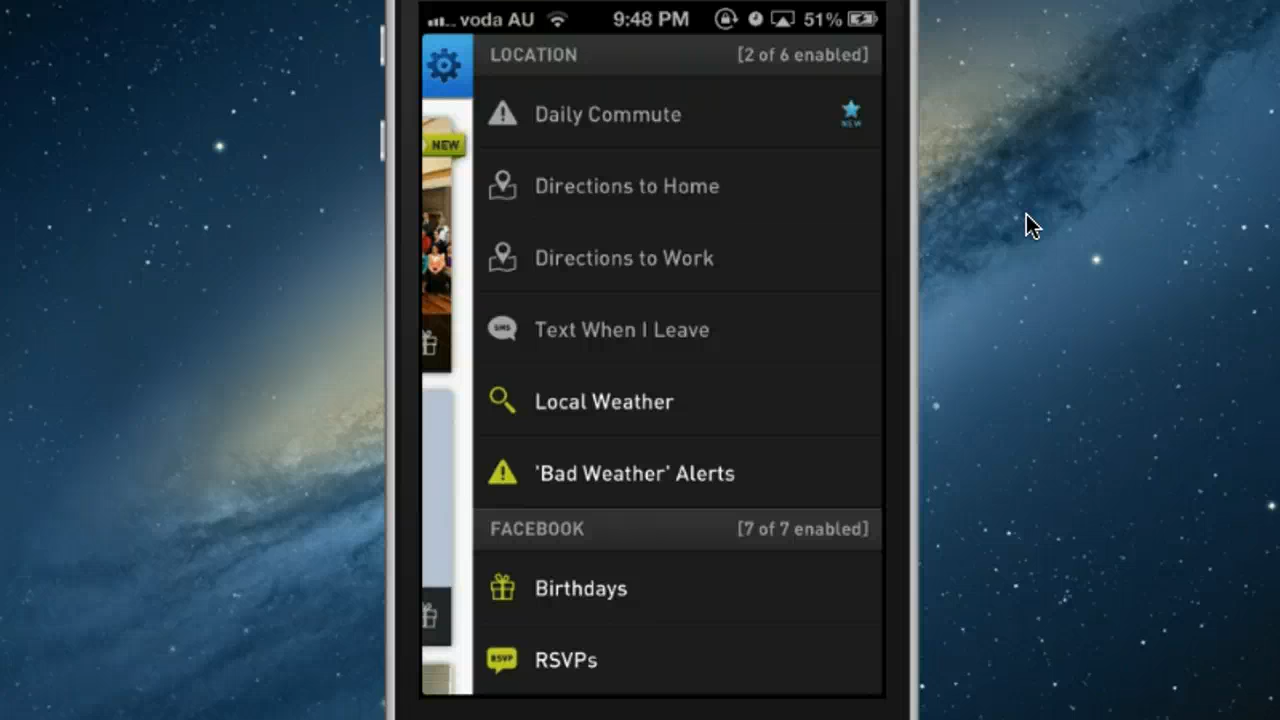 voda AU 9:48 PM 51%
LOCATION [2 of 6 enabled]
Daily Commute
NEW
NEW
Directions to Home
Directions to Work
SMS Text When I Leave
Local Weather
'Bad Weather' Alerts
FACEBOOK [7 of 7 enabled]
Birthdays
RSVP RSVPs